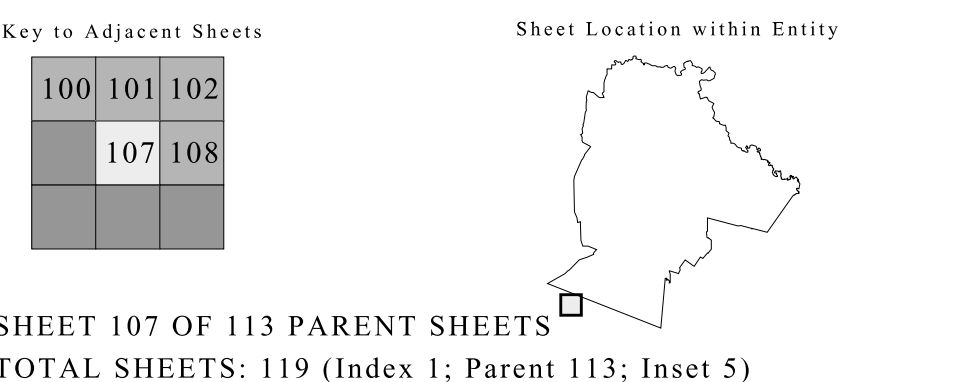 Key to Adjacent Sheets
Sheet Location within Entity
100 101 102
107 108
SHEET 107 OF 113 PARENT SHEETS
TOTAL SHEETS: 119 (Index 1; Parent 113; Inset 5)